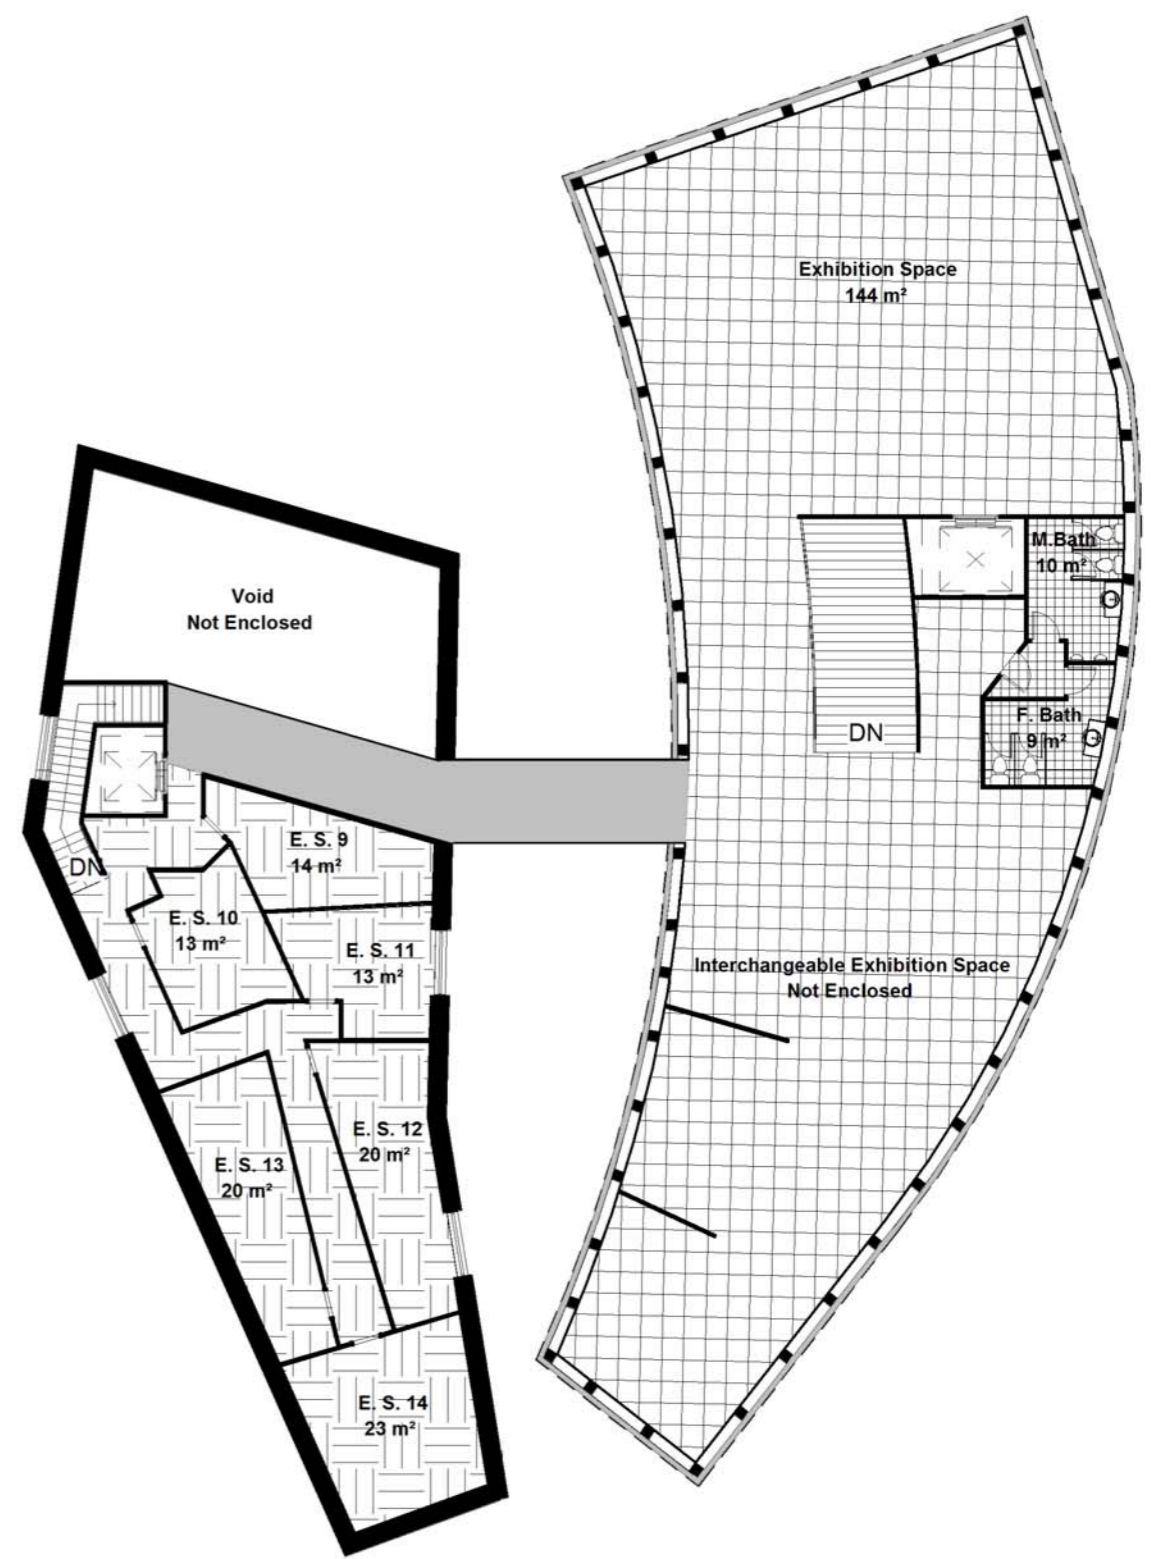 Exhibition Space
144 m²
M.Bath
10 m²
Void
Not Enclosed
F. Bath
9 m²
DN
E. S. 9
14 m²
DN
E. S. 10
13 m²
E. S. 11
13 m²
Interchangeable Exhibition Space
Not Enclosed
E. S. 12
20 m²
E. S. 13
20 m²
E. S. 14
23 m²